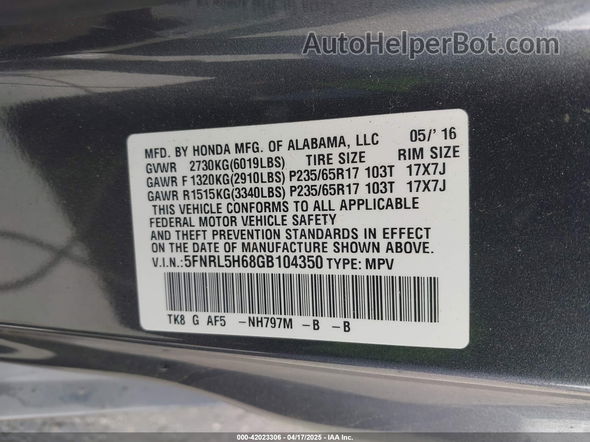 AutoHelperBot.com
MFD. BY HONDA MFG. OF ALABAMA, LLC 05/' 16
GVWR 2730KG(6019LBS) TIRE SIZE RIM SIZE
GAWR F1320KG(2910LBS) P235/65R17 103T 17X7J
GAWR R1515KG(3340LBS) P235/65R17 103T 17X7J
THIS VEHICLE CONFORMS TO ALL APPLICABLE
FEDERAL MOTOR VEHICLE SAFETY
AND THEFT PREVENTION STANDARDS IN EFFECT
ON THE DATE OF MANUFACTURE SHOWN ABOVE.
V.I.N.:5FNRL5H68GB104350 TYPE: MPV
TK8 G AF5 -NH797M -B -B
000-42023306 - 04/17/2025 - IAA Inc.